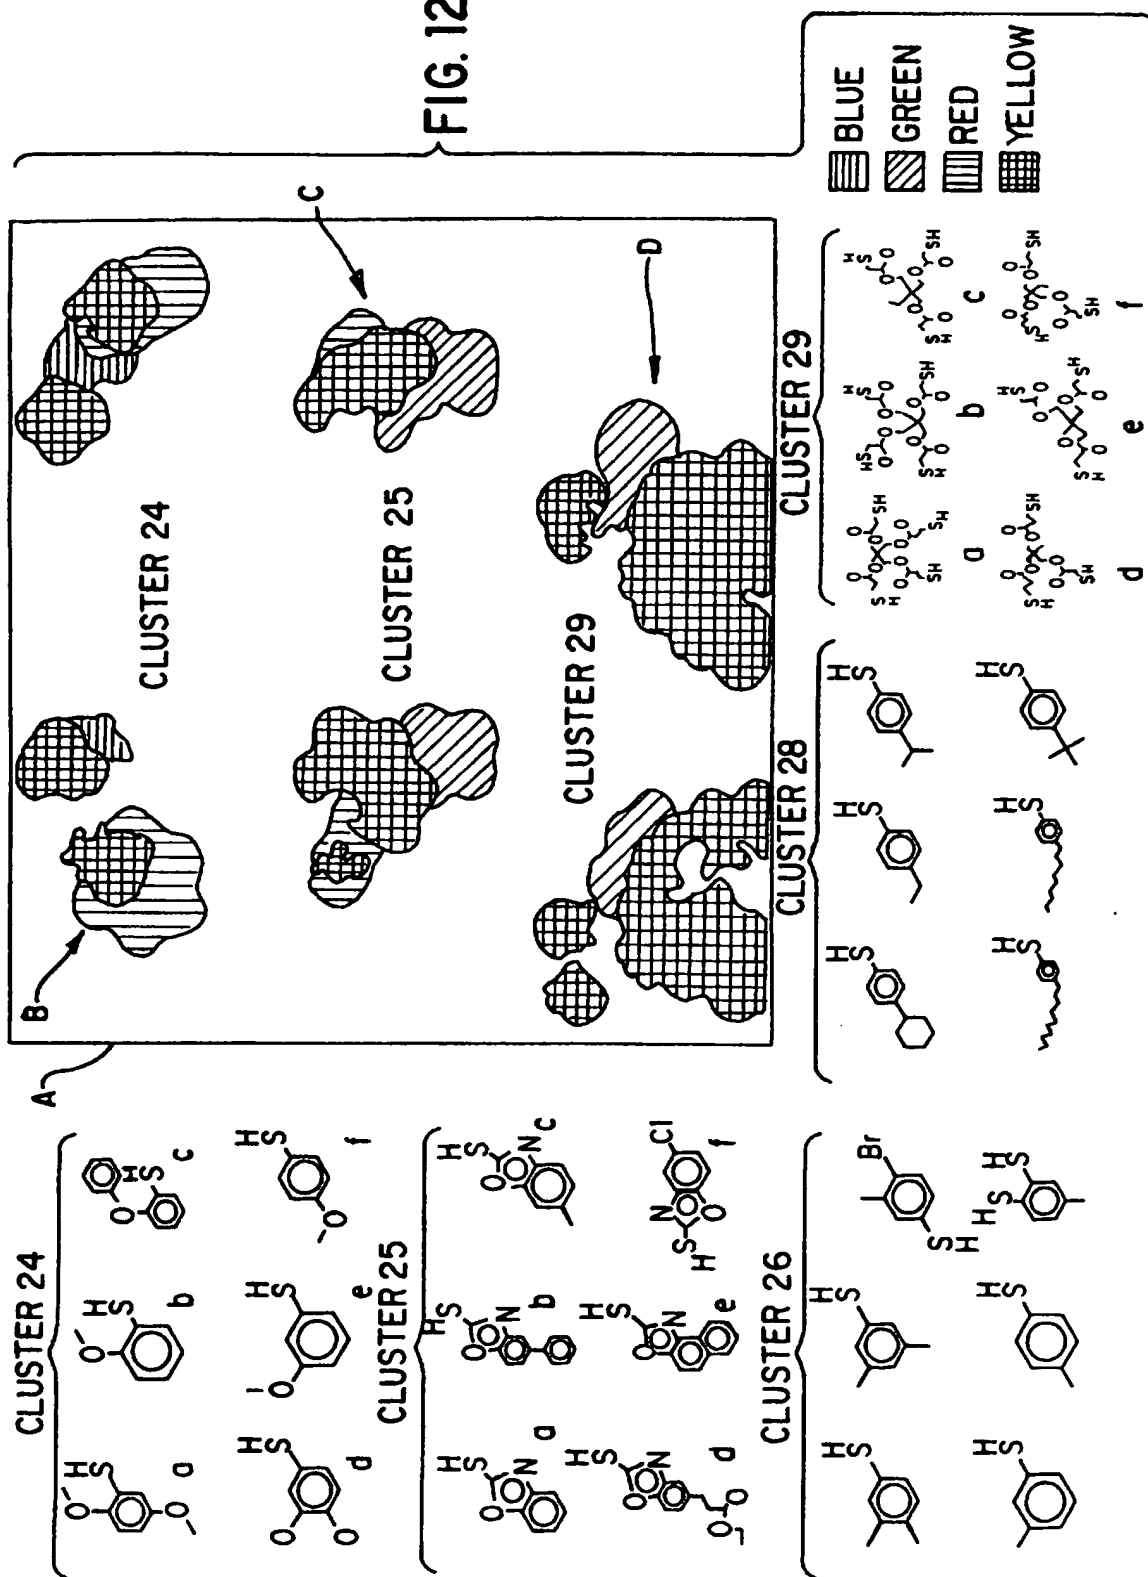 FIG. 12
A
B
C
D
CLUSTER 24
CLUSTER 25
CLUSTER 29
BLUE
GREEN
RED
YELLOW
CLUSTER 24
a
b
c
d
e
f
CLUSTER 25
a
b
c
d
e
f
CLUSTER 26
CLUSTER 28
CLUSTER 29
a
b
c
d
e
f